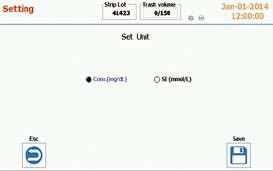 Setting
Strip Lot
4L423
Trash volume
0/150
Jan-01-2014
12:00:00
Set Unit
Conv.(mg/dL)
SI (mmol/L)
Esc
Save